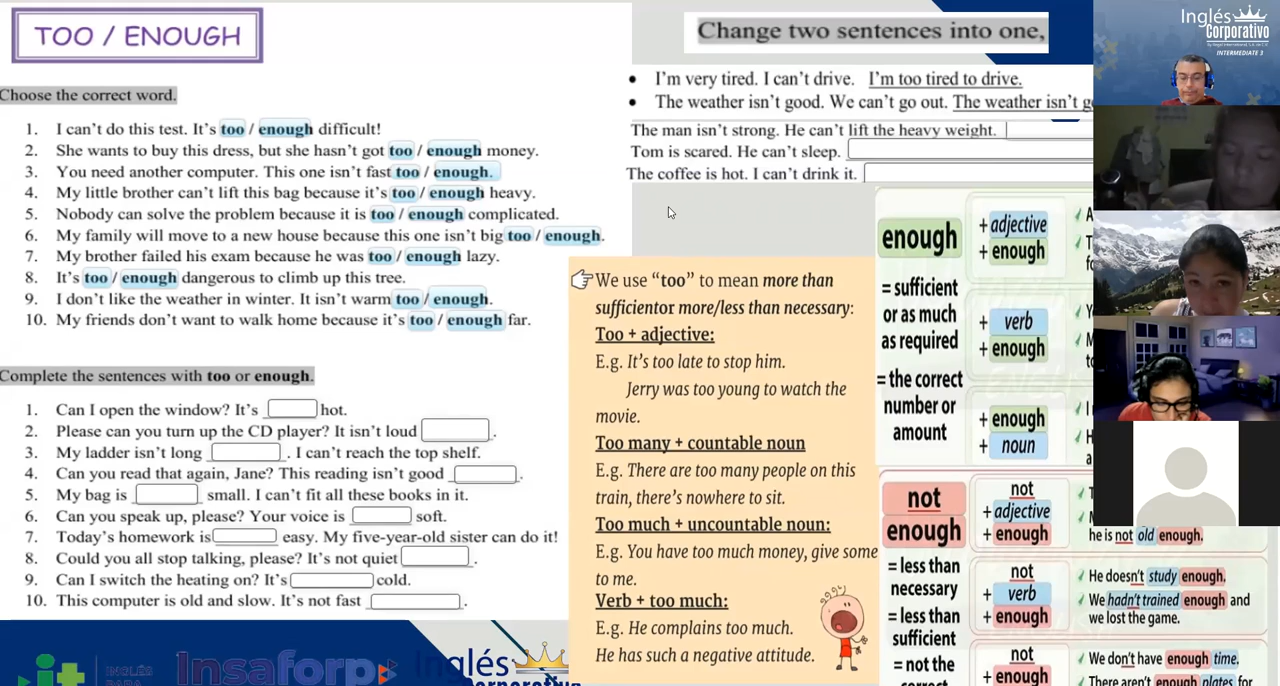 TOO / ENOUGH
Choose the correct word.
1. I can't do this test. It's too / enough difficult!
2. She wants to buy this dress, but she hasn't got too / enough money.
3. You need another computer. This one isn't fast too / enough.
4. My little brother can't lift this bag because it's too / enough heavy.
5. Nobody can solve the problem because it is too / enough complicated.
6. My family will move to a new house because this one isn't big too / enough.
7. My brother failed his exam because he was too / enough lazy.
8. It's too / enough dangerous to climb up this tree.
9. I don't like the weather in winter. It isn't warm too / enough.
10. My friends don't want to walk home because it's too / enough far.
Complete the sentences with too or enough.
1. Can I open the window? It's hot.
2. Please can you turn up the CD player? It isn't loud .
3. My ladder isn't long . I can't reach the top shelf.
4. Can you read that again, Jane? This reading isn't good .
5. My bag is small. I can't fit all these books in it.
6. Can you speak up, please? Your voice is soft.
7. Today's homework is easy. My five-year-old sister can do it!
8. Could you all stop talking, please? It's not quiet .
9. Can I switch the heating on? It's cold.
10. This computer is old and slow. It's not fast .
INGLÉS
Insaforp
Inglés
Change two sentences into one,
• I'm very tired. I can't drive. I'm too tired to drive.
• The weather isn't good. We can't go out. The weather isn't
The man isn't strong. He can't lift the heavy weight.
Tom is scared. He can't sleep.
The coffee is hot. I can't drink it.
We use "too" to mean more than
sufficientor more/less than necessary:
Too + adjective:
E.g. It's too late to stop him.
Jerry was too young to watch the
movie.
Too many + countable noun
E.g. There are too many people on this
train, there's nowhere to sit.
Too much + uncountable noun:
E.g. You have too much money, give some
to me.
Verb + too much:
E.g. He complains too much.
He has such a negative attitude.
enough
= sufficient
or as much
as required
= the correct
number or
amount
+ adjective
+ enough
+ verb
+ enough
+ enough
+ noun
not
enough
= less than
necessary
= less than
sufficient
= not the
not
+ adjective
+ enough
he is not old enough.
not
+ verb
+ enough
He doesn't study enough.
We hadn't trained enough and
we lost the game.
not
+ enough
We don't have enough time.
There aren't enough plates for
Inglés
Corporativo
INTERMEDIATE 3